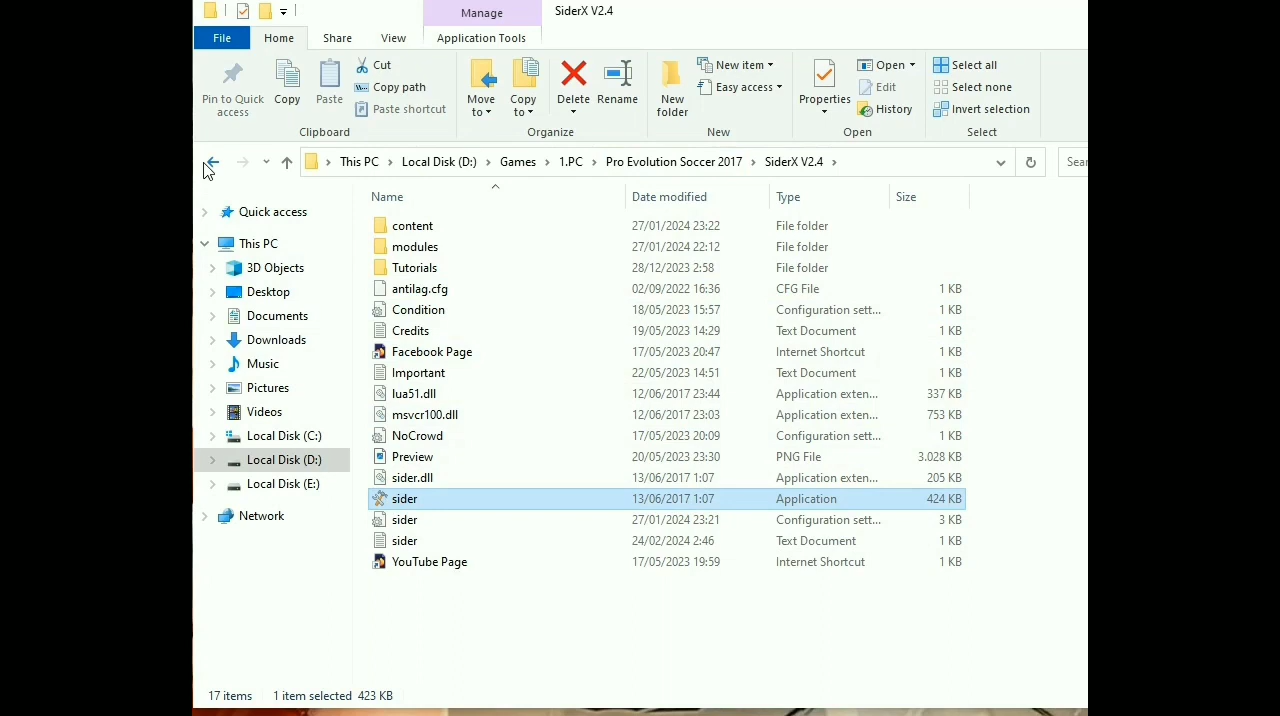 Manage
SiderX V2.4
File
Home
Share
View
Application Tools
Pin to Quick access
Copy
Paste
Cut
Copy path
Paste shortcut
Clipboard
Move to
Copy to
Delete
Rename
Organize
New folder
New item
Easy access
New
Properties
Open
Edit
History
Open
Select all
Select none
Invert selection
Select
This PC > Local Disk (D:) > Games > 1.PC > Pro Evolution Soccer 2017 > SiderX V2.4 >
Sear
Quick access
This PC
3D Objects
Desktop
Documents
Downloads
Music
Pictures
Videos
Local Disk (C:)
Local Disk (D:)
Local Disk (E:)
Network
Name Date modified Type Size
content 27/01/2024 23:22 File folder
modules 27/01/2024 22:12 File folder
Tutorials 28/12/2023 2:58 File folder
antilag.cfg 02/09/2022 16:36 CFG File 1 KB
Condition 18/05/2023 15:57 Configuration sett... 1 KB
Credits 19/05/2023 14:29 Text Document 1 KB
Facebook Page 17/05/2023 20:47 Internet Shortcut 1 KB
Important 22/05/2023 14:51 Text Document 1 KB
lua51.dll 12/06/2017 23:44 Application exten... 337 KB
msvcr100.dll 12/06/2017 23:03 Application exten... 753 KB
NoCrowd 17/05/2023 20:09 Configuration sett... 1 KB
Preview 20/05/2023 23:30 PNG File 3.028 KB
sider.dll 13/06/2017 1:07 Application exten... 205 KB
sider 13/06/2017 1:07 Application 424 KB
sider 27/01/2024 23:21 Configuration sett... 3 KB
sider 24/02/2024 2:46 Text Document 1 KB
YouTube Page 17/05/2023 19:59 Internet Shortcut 1 KB
17 items 1 item selected 423 KB